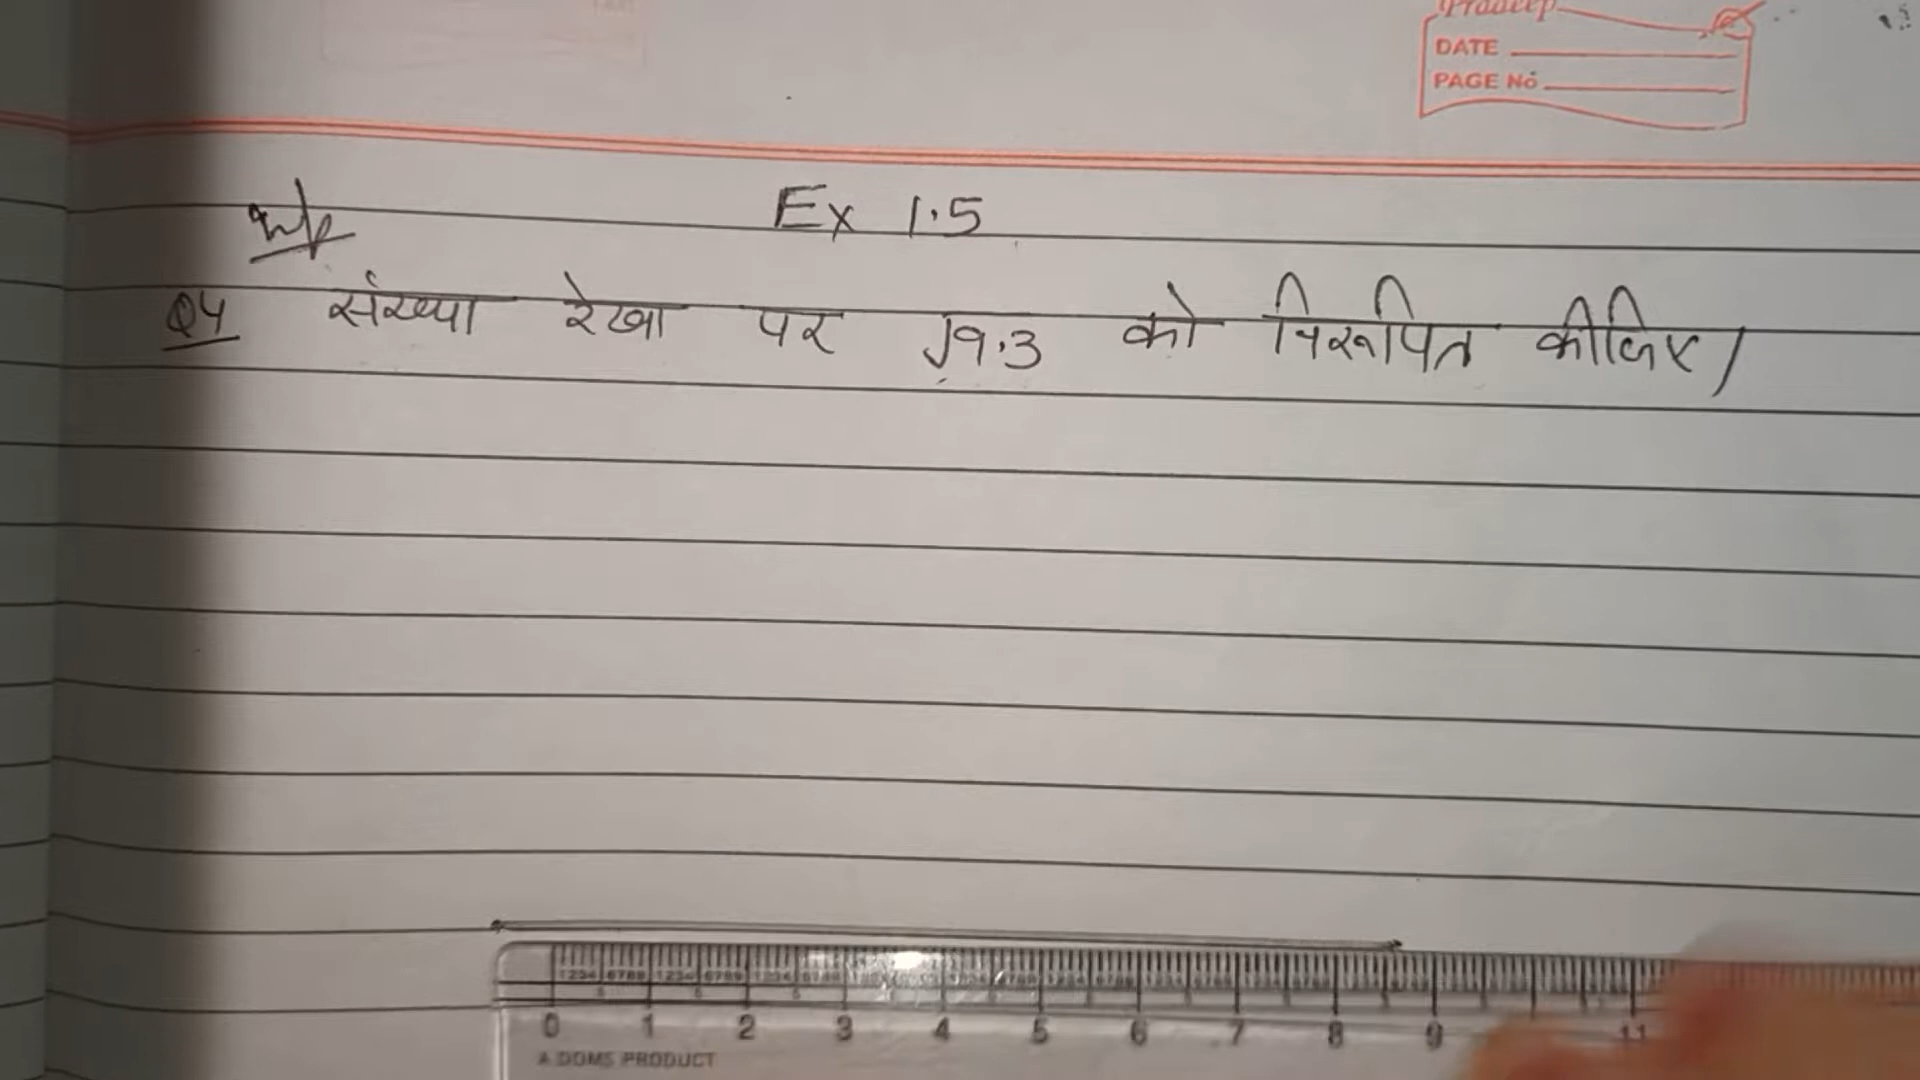 Pradeep
DATE
PAGE No
Ex 1.5
Q4 संख्या रेखा पर √9.3 को निरूपित कीजिए।
0 1 2 3 4 5 6 7 8 9 11
A DOMS PRODUCT